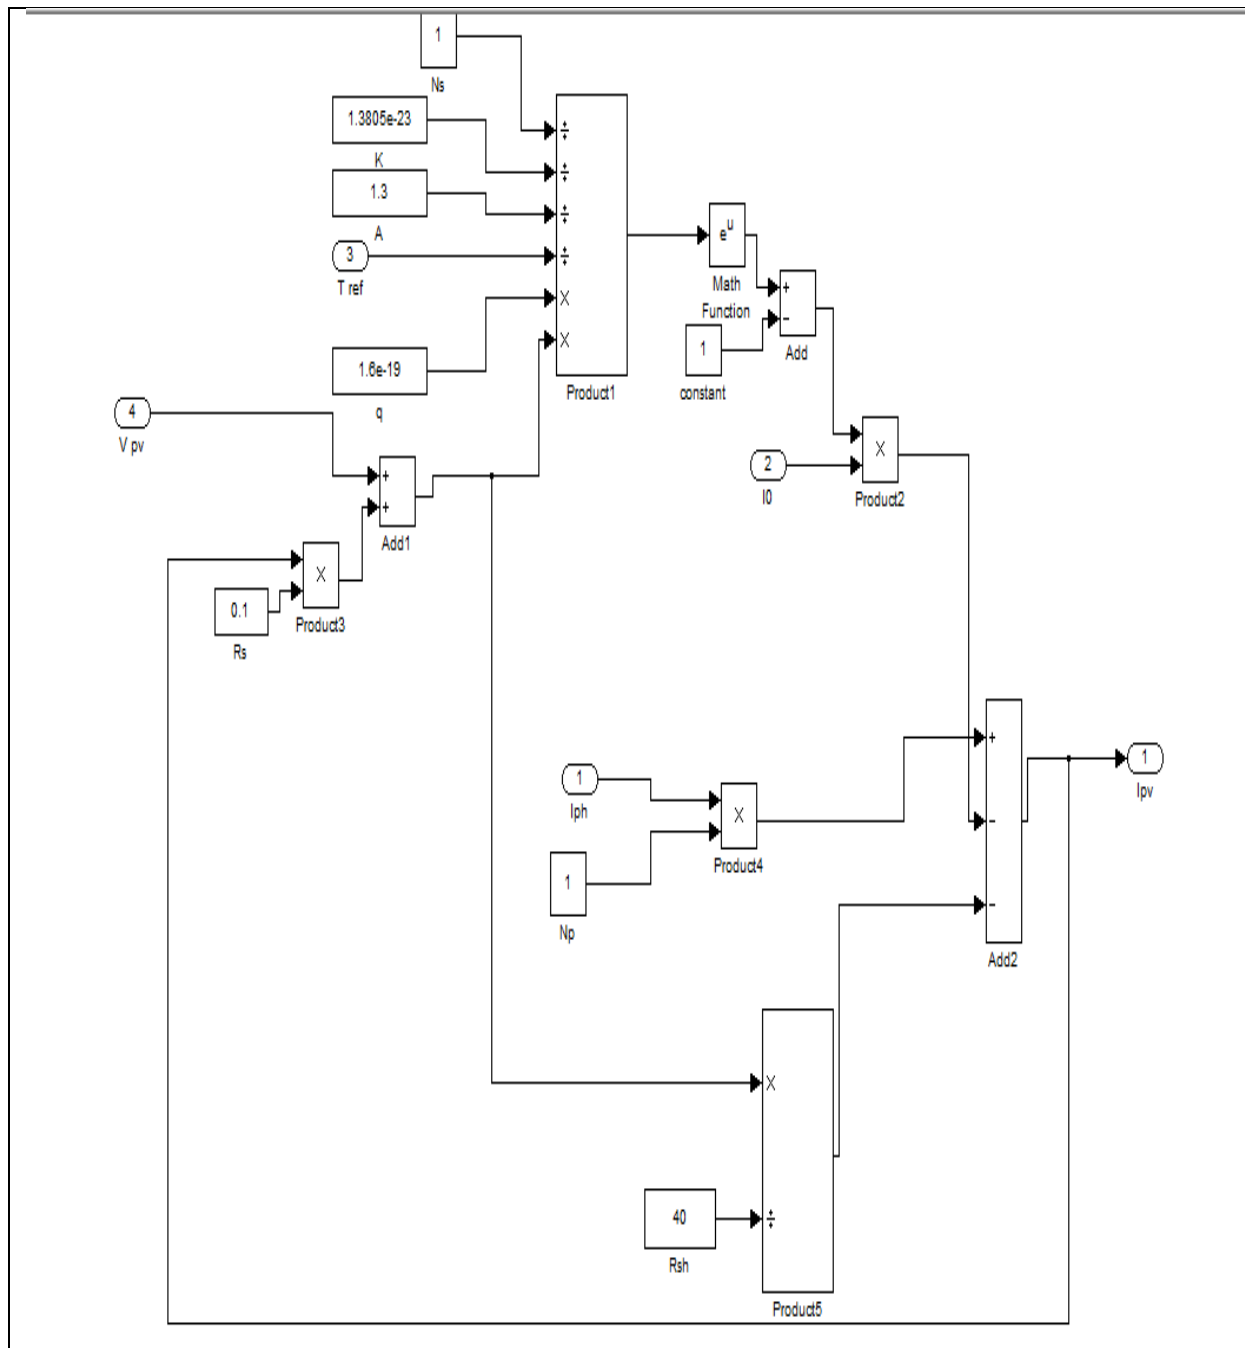 1
Ns
1.3805e-23
K
1.3
A
3
T ref
1.6e-19
q
÷
÷
÷
÷
×
×
Product1
e^u
Math
Function
1
constant
+
−
Add
4
V pv
+
+
Add1
2
I0
×
Product2
×
Product3
0.1
Rs
1
Iph
1
Np
×
Product4
+
−
−
Add2
1
Ipv
×
÷
Product5
40
Rsh